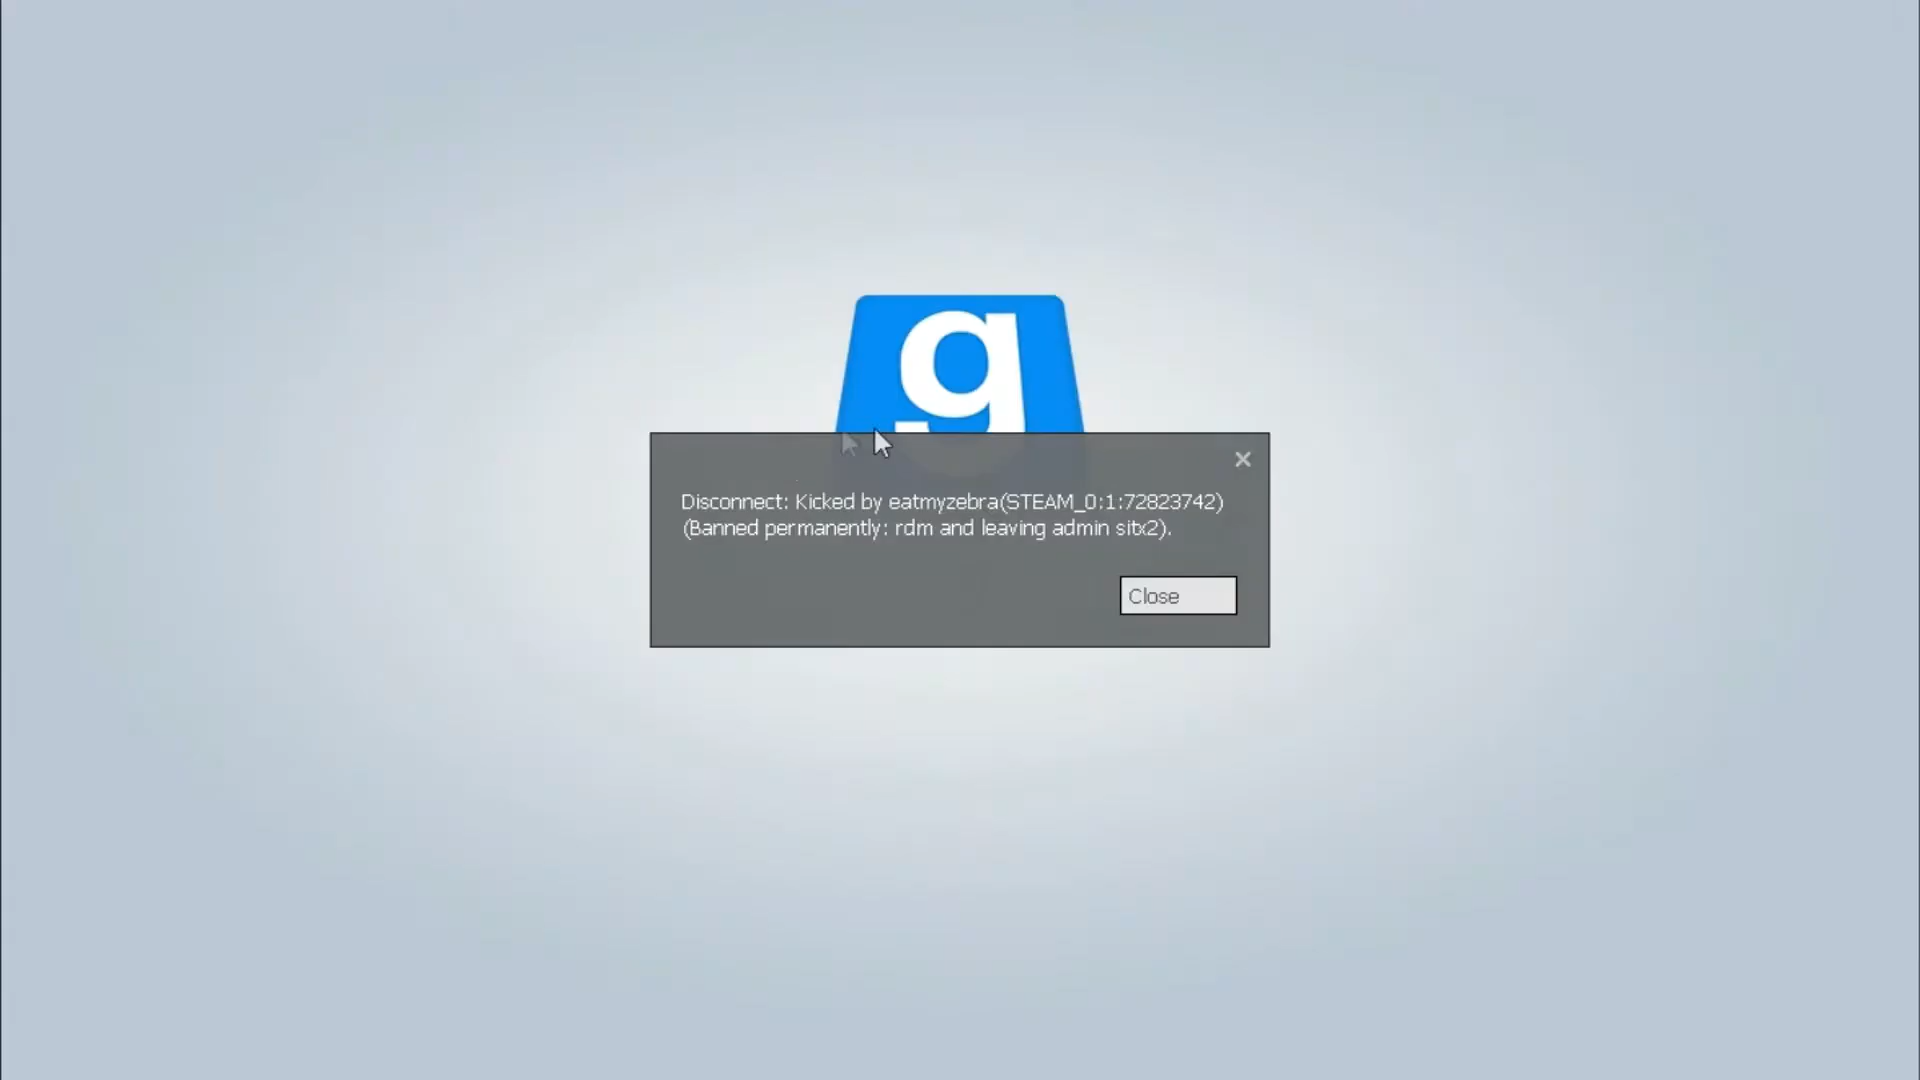 g
Disconnect: Kicked by eatmyzebra(STEAM_0:1:72823742)
(Banned permanently: rdm and leaving admin sitx2).
Close